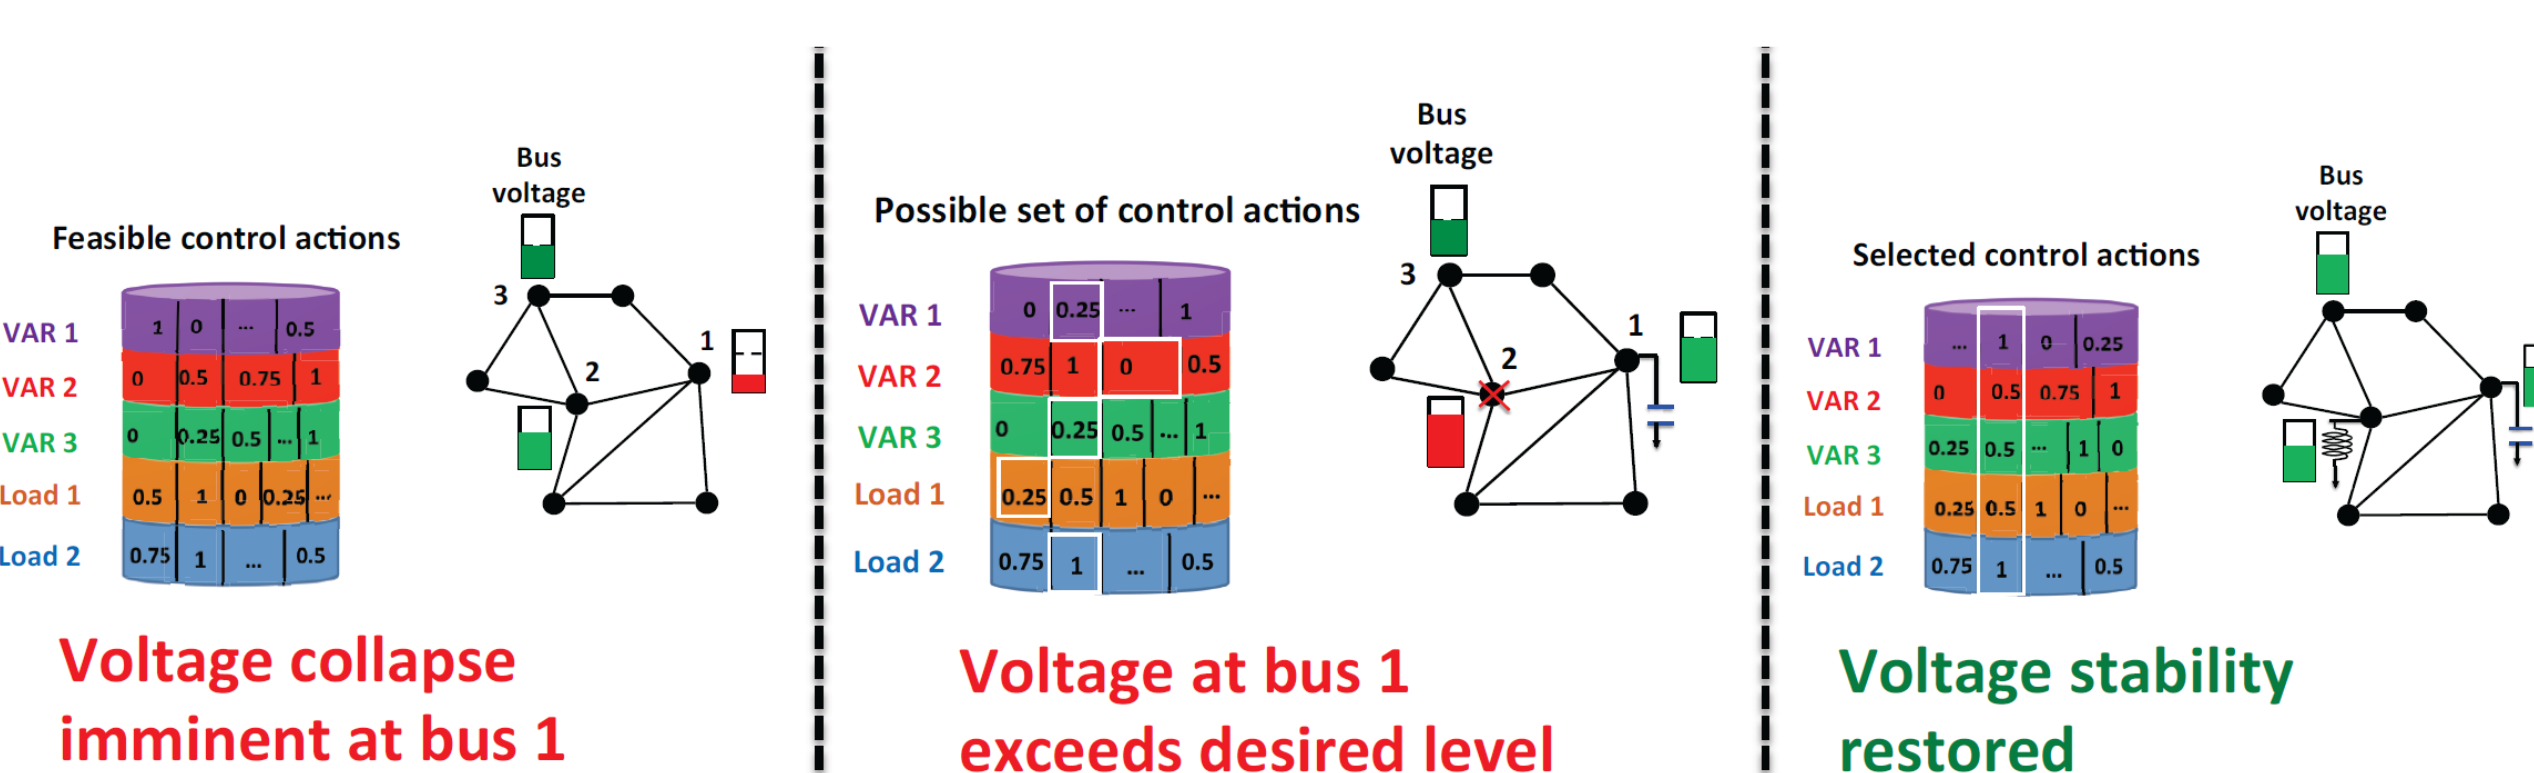 Feasible control actions
VAR 1 1 0 ... 0.5
VAR 2 0 0.5 0.75 1
VAR 3 0 0.25 0.5 ... 1
Load 1 0.5 1 0 0.25 ...
Load 2 0.75 1 ... 0.5
Bus
voltage
3
1
2
Voltage collapse
imminent at bus 1
Possible set of control actions
VAR 1 0 0.25 ... 1
VAR 2 0.75 1 0 0.5
VAR 3 0 0.25 0.5 ... 1
Load 1 0.25 0.5 1 0 ...
Load 2 0.75 1 ... 0.5
Bus
voltage
3
1
2
Voltage at bus 1
exceeds desired level
Selected control actions
VAR 1 ... 1 0 0.25
VAR 2 0 0.5 0.75 1
VAR 3 0.25 0.5 ... 1 0
Load 1 0.25 0.5 1 0 ...
Load 2 0.75 1 ... 0.5
Bus
voltage
Voltage stability
restored